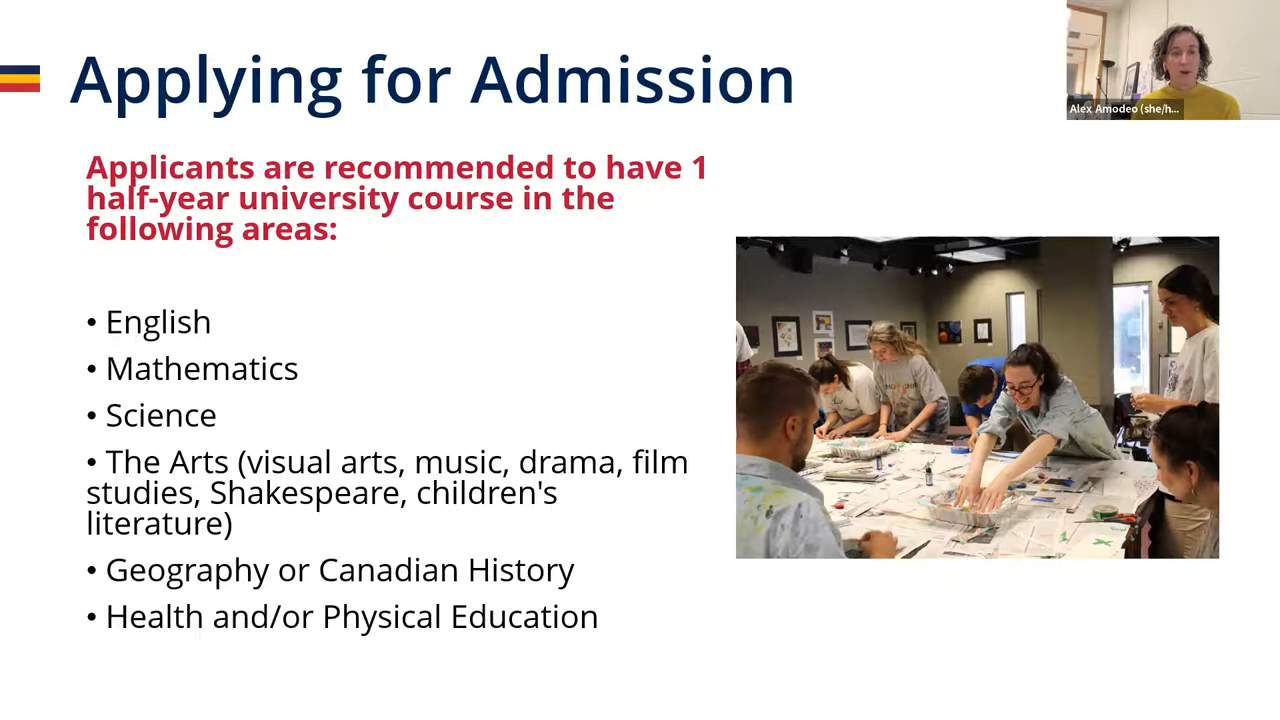 Applying for Admission
Alex Amodeo (she/h...
Applicants are recommended to have 1
half-year university course in the
following areas:
• English
• Mathematics
• Science
• The Arts (visual arts, music, drama, film
studies, Shakespeare, children's
literature)
• Geography or Canadian History
• Health and/or Physical Education